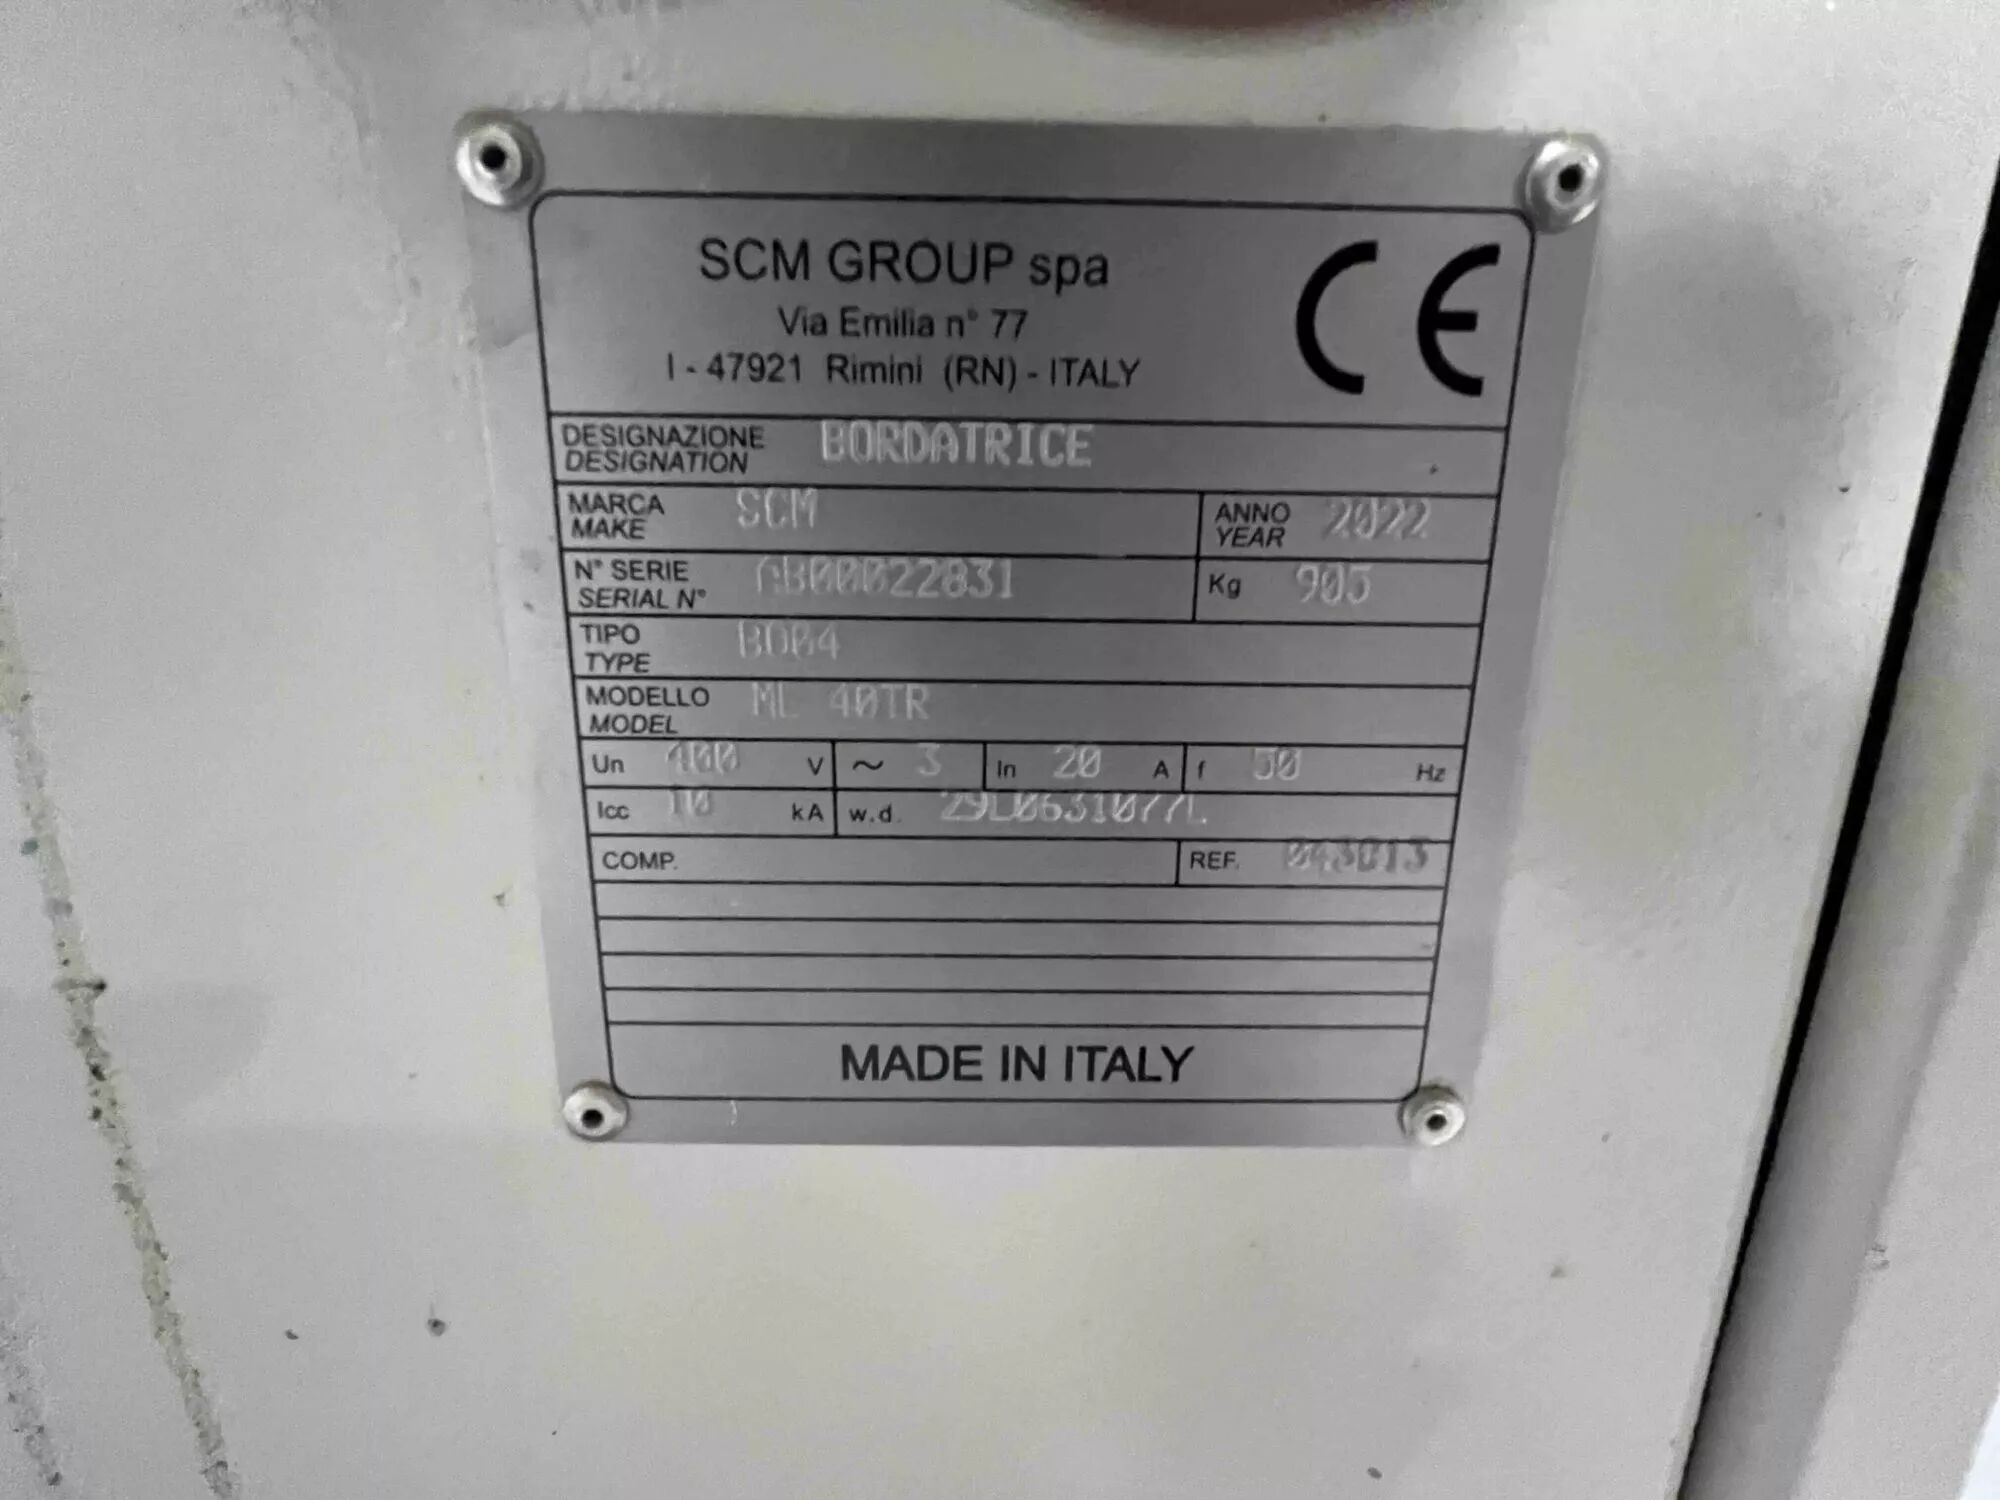 SCM GROUP spa
Via Emilia n° 77
I - 47921 Rimini (RN) - ITALY
CE
DESIGNAZIONE
DESIGNATION BORDATRICE
MARCA
MAKE SCM
ANNO
YEAR 2022
N° SERIE
SERIAL N° AB00022831
Kg 905
TIPO
TYPE BO04
MODELLO
MODEL ML 40TR
Un 400 V ~ 3 In 20 A f 50 Hz
Icc 10 kA w.d. 29L0631077L
COMP. REF.
MADE IN ITALY